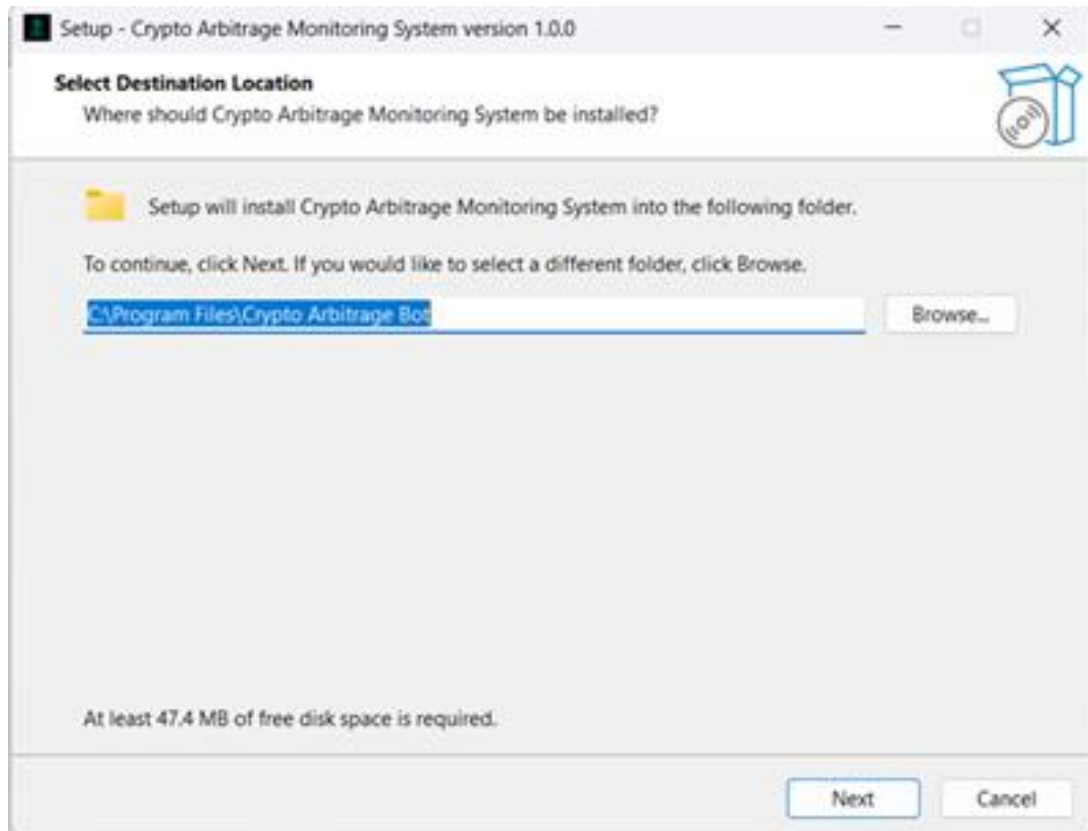 Setup - Crypto Arbitrage Monitoring System version 1.0.0
Select Destination Location
Where should Crypto Arbitrage Monitoring System be installed?
Setup will install Crypto Arbitrage Monitoring System into the following folder.
To continue, click Next. If you would like to select a different folder, click Browse.
C:\Program Files\Crypto Arbitrage Bot
Browse...
At least 47.4 MB of free disk space is required.
Next
Cancel